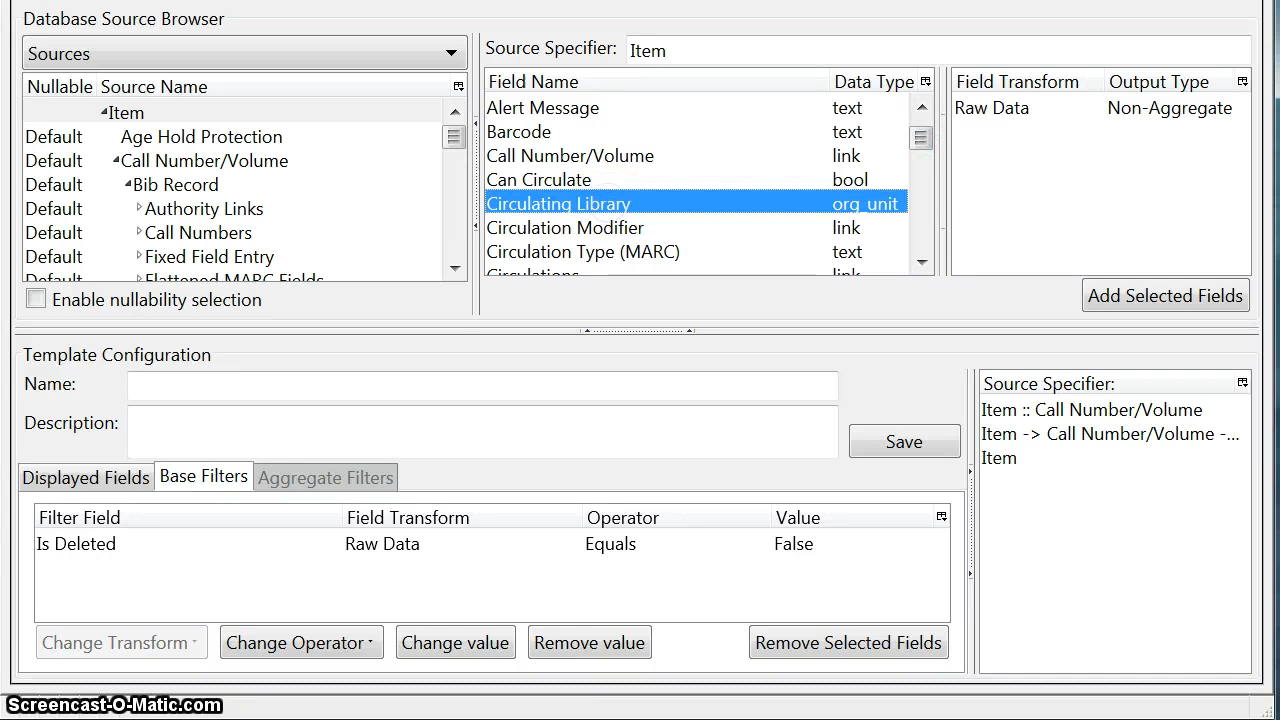 Database Source Browser
Sources
Source Specifier: Item
Nullable Source Name
Item
Default Age Hold Protection
Default Call Number/Volume
Default Bib Record
Default Authority Links
Default Call Numbers
Default Fixed Field Entry
Default Flattened MARC Fields
Enable nullability selection
Field Name Data Type
Alert Message text
Barcode text
Call Number/Volume link
Can Circulate bool
Circulating Library org_unit
Circulation Modifier link
Circulation Type (MARC) text
Circulations link
Field Transform Output Type
Raw Data Non-Aggregate
Add Selected Fields
Template Configuration
Name:
Description:
Save
Displayed Fields Base Filters Aggregate Filters
Filter Field Field Transform Operator Value
Is Deleted Raw Data Equals False
Change Transform Change Operator Change value Remove value Remove Selected Fields
Source Specifier:
Item :: Call Number/Volume
Item -> Call Number/Volume -...
Item
Screencast-O-Matic.com